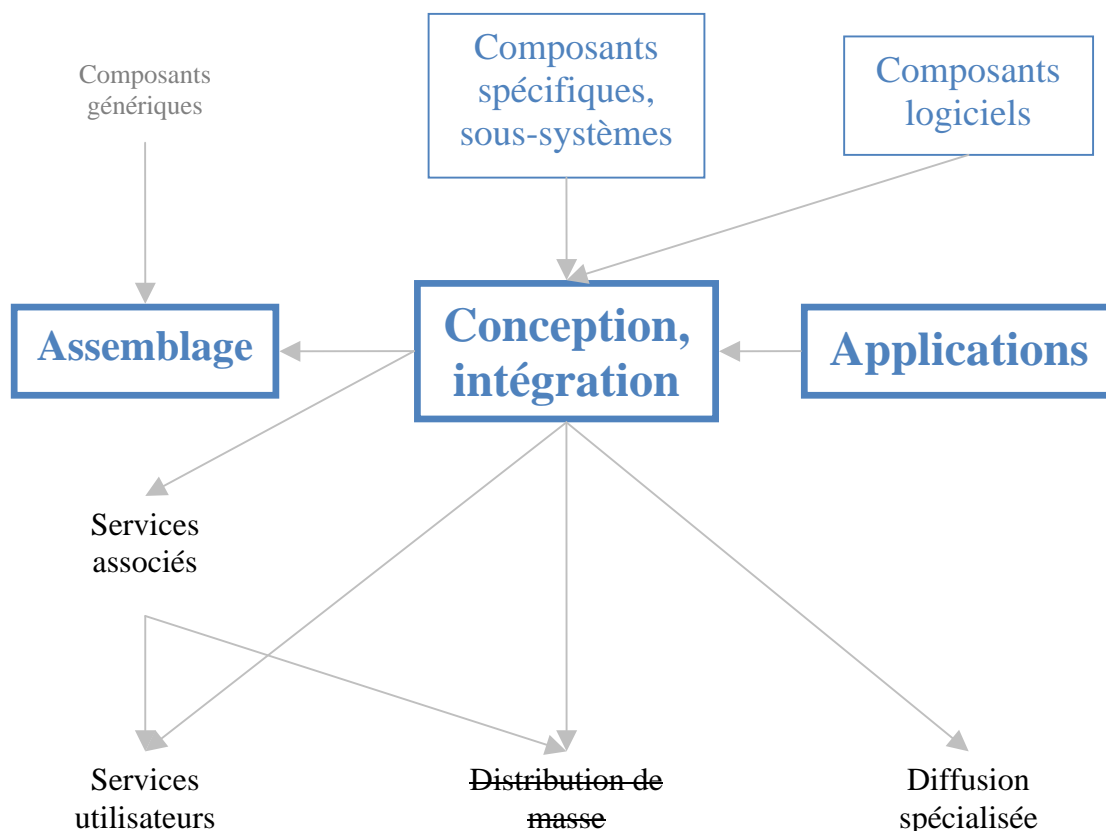 Composants
génériques
Composants
spécifiques,
sous-systèmes
Composants
logiciels
Assemblage
Conception,
intégration
Applications
Services
associés
Services
utilisateurs
Distribution de
masse
Diffusion
spécialisée